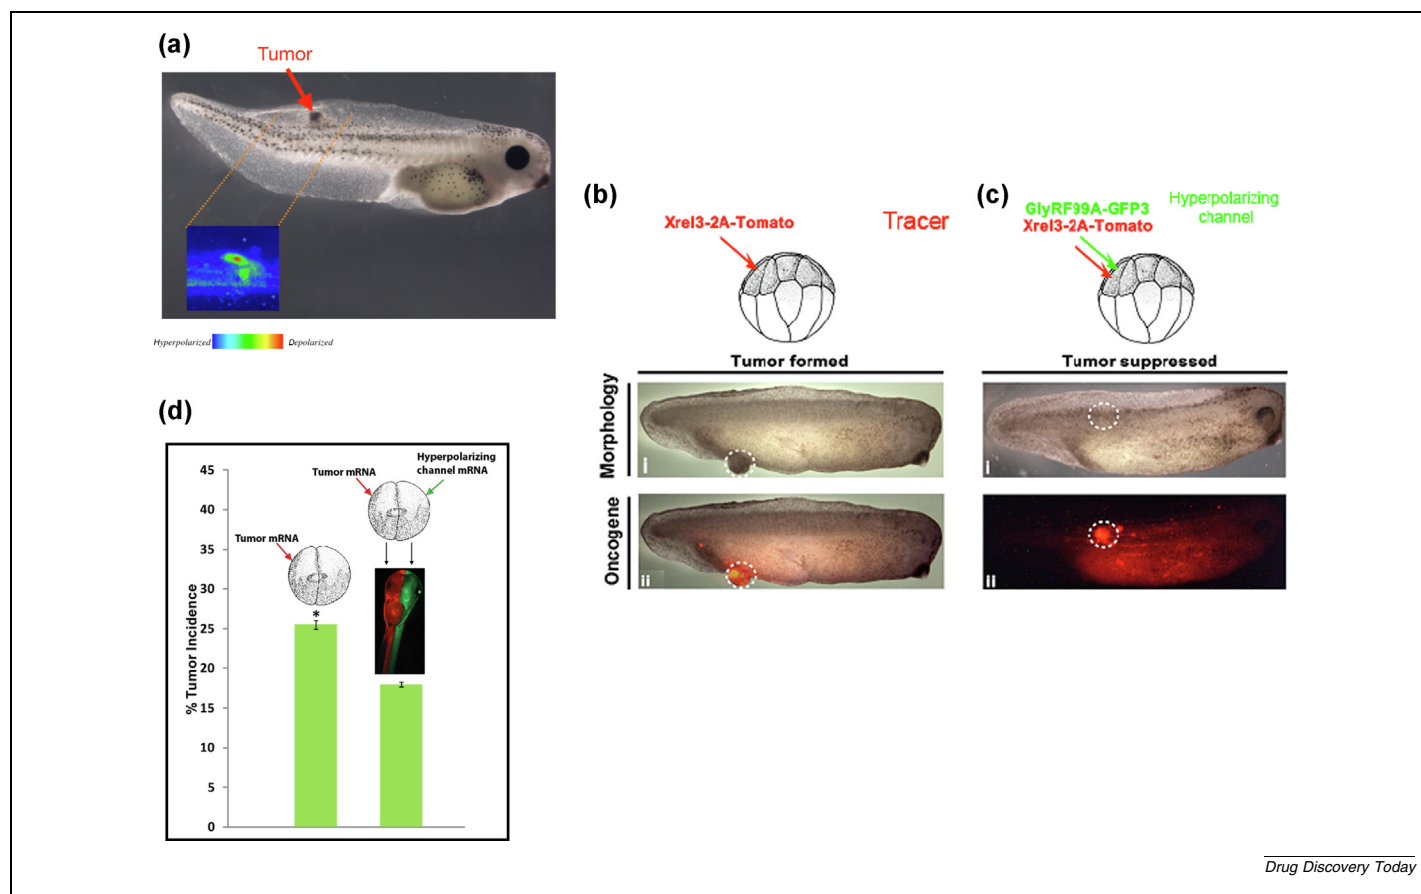 (a)
Tumor
Hyperpolarized
Depolarized
(b)
Xrel3-2A-Tomato
Tracer
Tumor formed
Morphology
i
Oncogene
ii
(c)
GlyRF99A-GFP3
Xrel3-2A-Tomato
Hyperpolarizing
channel
Tumor suppressed
i
ii
(d)
% Tumor Incidence
45
40
35
30
25
20
15
10
5
0
Tumor mRNA
*
Tumor mRNA
Hyperpolarizing
channel mRNA
Drug Discovery Today